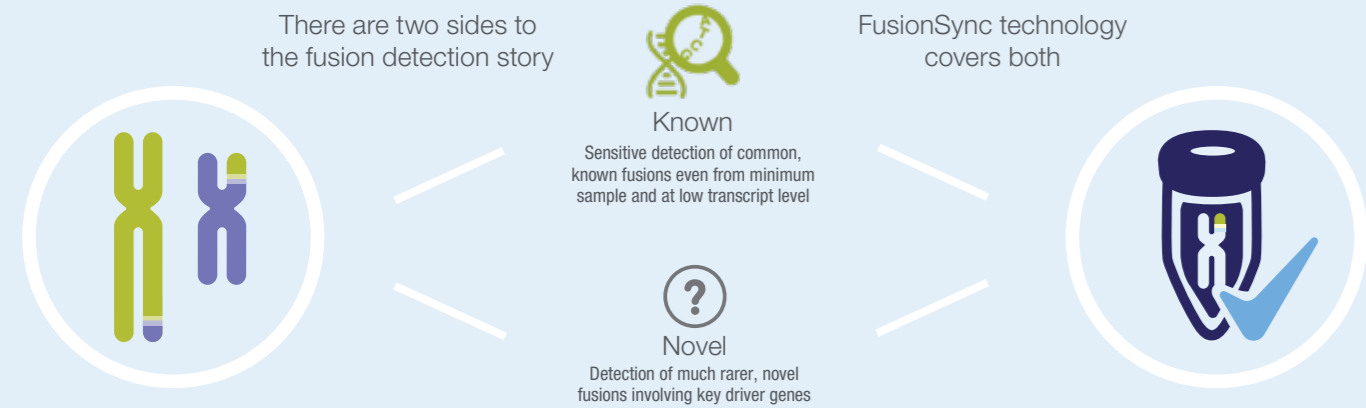 There are two sides to
the fusion detection story
FusionSync technology
covers both
ATCG
Known
Sensitive detection of common,
known fusions even from minimum
sample and at low transcript level
?
Novel
Detection of much rarer, novel
fusions involving key driver genes